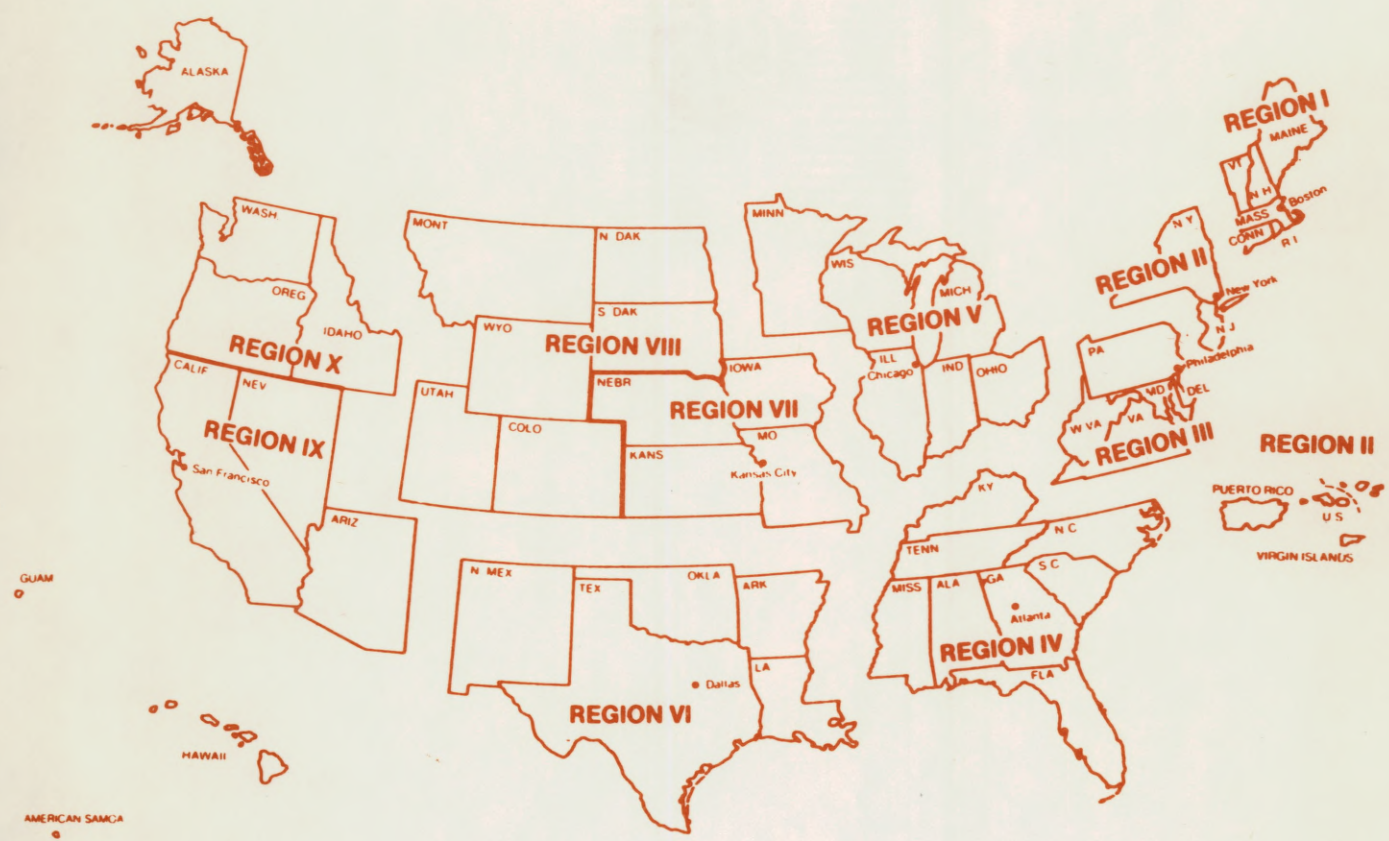 ALASKA
REGION I
MAINE
VT
N H
Boston
MASS
CONN
R I
N Y
REGION II
New York
N J
WASH
OREG
IDAHO
REGION X
MONT
N DAK
S DAK
WYO
REGION VIII
UTAH
COLO
MINN
WIS
MICH
REGION V
ILL
Chicago
IND
OHIO
PA
Philadelphia
MD
DEL
W VA
VA
REGION III
CALIF
NEV
REGION IX
San Francisco
ARIZ
NEBR
IOWA
REGION VII
KANS
MO
Kansas City
REGION II
PUERTO RICO
U S
VIRGIN ISLANDS
KY
TENN
N C
S C
MISS
ALA
GA
Atlanta
REGION IV
FLA
N MEX
TEX
OKLA
ARK
LA
Dallas
REGION VI
GUAM
HAWAII
AMERICAN SAMOA